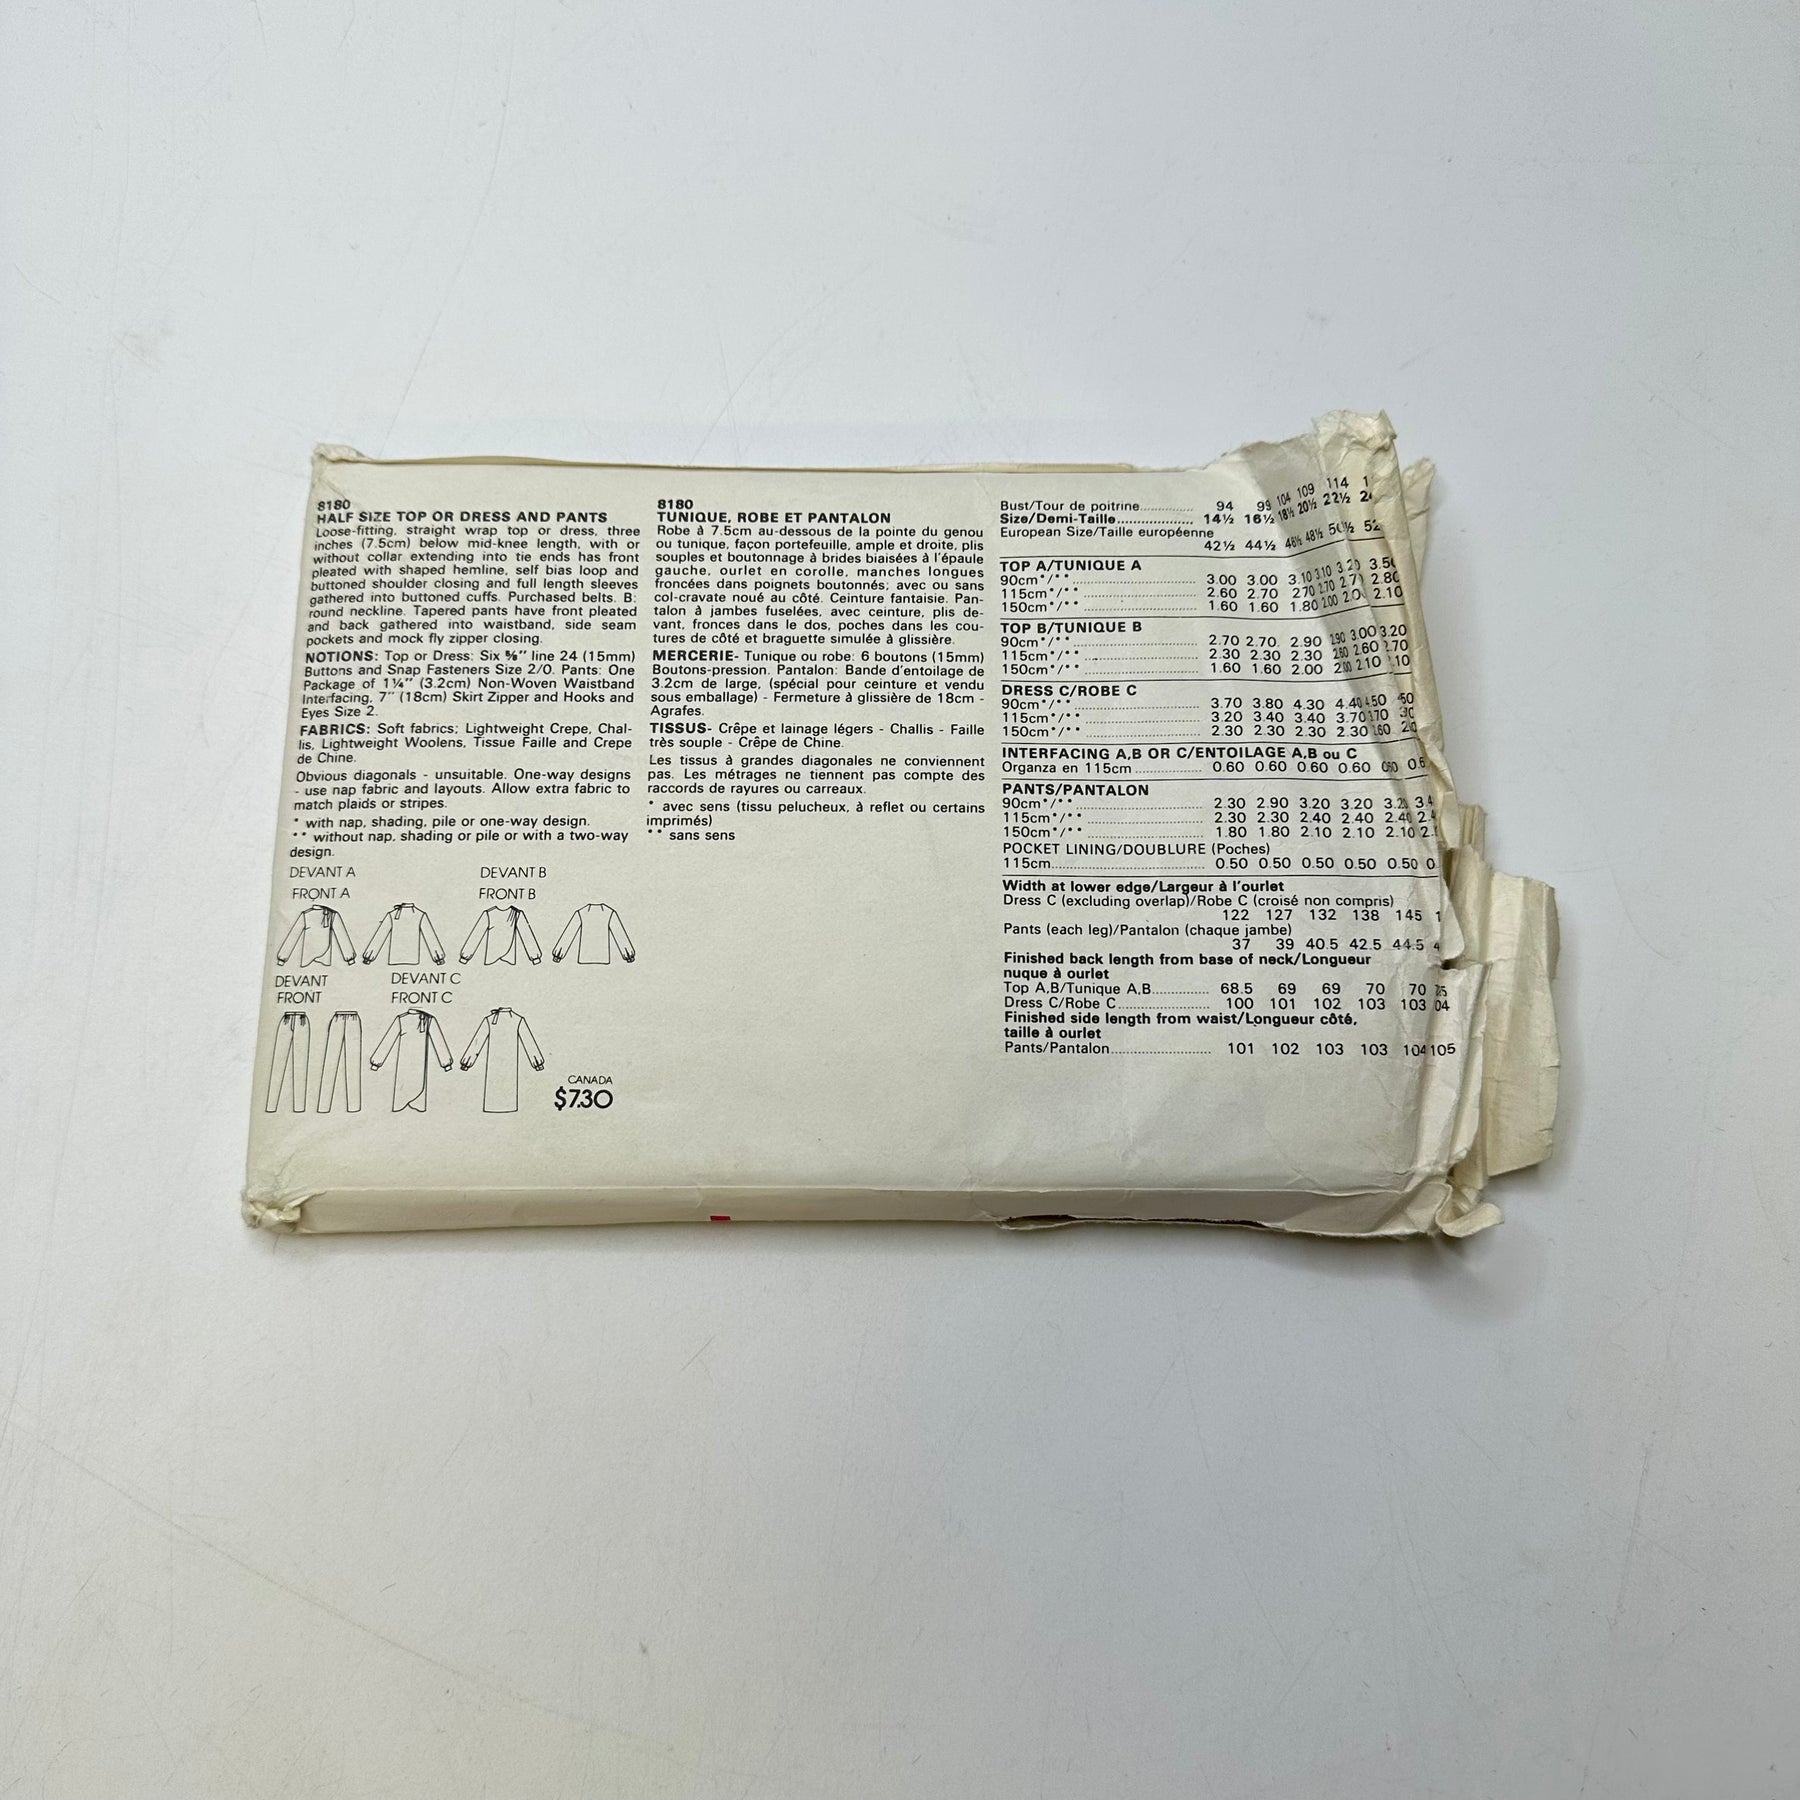 8180
HALF SIZE TOP OR DRESS AND PANTS
Loose-fitting, straight wrap top or dress, three
inches (7.5cm) below mid-knee length, with or
without collar extending into tie ends has front
pleated with shaped hemline, self bias loop and
buttoned shoulder closing and full length sleeves
gathered into buttoned cuffs. Purchased belts. B:
round neckline. Tapered pants have front pleated
and back gathered into waistband, side seam
pockets and mock fly zipper closing.
NOTIONS: Top or Dress: Six ⅝" line 24 (15mm)
Buttons and Snap Fasteners Size 2/0. Pants: One
Package of 1¼" (3.2cm) Non-Woven Waistband
Interfacing, 7" (18cm) Skirt Zipper and Hooks and
Eyes Size 2.
FABRICS: Soft fabrics; Lightweight Crepe, Chal-
lis, Lightweight Woolens, Tissue Faille and Crepe
de Chine.
Obvious diagonals - unsuitable. One-way designs
- use nap fabric and layouts. Allow extra fabric to
match plaids or stripes.
* with nap, shading, pile or one-way design.
** without nap, shading or pile or with a two-way
design.
DEVANT A DEVANT B
FRONT A FRONT B
DEVANT DEVANT C
FRONT FRONT C
CANADA
$7.30
8180
TUNIQUE, ROBE ET PANTALON
Robe à 7.5cm au-dessous de la pointe du genou
ou tunique, façon portefeuille, ample et droite, plis
souples et boutonnage à brides biaisées à l'épaule
gauche, ourlet en corolle, manches longues
froncées dans poignets boutonnés; avec ou sans
col-cravate noué au côté. Ceinture fantaisie. Pan-
talon à jambes fuselées, avec ceinture, plis de-
vant, fronces dans le dos, poches dans les cou-
tures de côté et braguette simulée à glissière.
MERCERIE- Tunique ou robe: 6 boutons (15mm)
Boutons-pression. Pantalon: Bande d'entoilage de
3.2cm de large, (spécial pour ceinture et vendu
sous emballage) - Fermeture à glissière de 18cm -
Agrafes.
TISSUS- Crêpe et lainage légers - Challis - Faille
très souple - Crêpe de Chine.
Les tissus à grandes diagonales ne conviennent
pas. Les métrages ne tiennent pas compte des
raccords de rayures ou carreaux.
* avec sens (tissu pelucheux, à reflet ou certains
imprimés)
** sans sens
Bust/Tour de poitrine 94 99 104 109 114
Size/Demi-Taille 14½ 16½ 18½ 20½ 22½
European Size/Taille européenne
42½ 44½ 46½ 48½
TOP A/TUNIQUE A
90cm*/** 3.00 3.00 3.10 3.10 3.20
115cm*/** 2.60 2.70 2.70 2.70 2.70 2.80
150cm*/** 1.60 1.60 1.80 2.00 2.10
TOP B/TUNIQUE B
90cm*/** 2.70 2.70 2.90 2.90 3.00 3.20
115cm*/** 2.30 2.30 2.30 2.60 2.60 2.70
150cm*/** 1.60 1.60 2.00 2.00 2.10
DRESS C/ROBE C
90cm*/** 3.70 3.80 4.30 4.40 4.50
115cm*/** 3.20 3.40 3.40 3.70 3.70
150cm*/** 2.30 2.30 2.30 2.30
INTERFACING A,B OR C/ENTOILAGE A,B ou C
Organza en 115cm 0.60 0.60 0.60 0.60 0.60
PANTS/PANTALON
90cm*/** 2.30 2.90 3.20 3.20
115cm*/** 2.30 2.30 2.40 2.40 2.40
150cm*/** 1.80 1.80 2.10 2.10 2.10
POCKET LINING/DOUBLURE (Poches)
115cm 0.50 0.50 0.50 0.50 0.50
Width at lower edge/Largeur à l'ourlet
Dress C (excluding overlap)/Robe C (croisé non compris)
122 127 132 138 145
Pants (each leg)/Pantalon (chaque jambe)
37 39 40.5 42.5 44.5
Finished back length from base of neck/Longueur
nuque à ourlet
Top A,B/Tunique A,B 68.5 69 69 70 70
Dress C/Robe C 100 101 102 103 103
Finished side length from waist/Longueur côté,
taille à ourlet
Pants/Pantalon 101 102 103 103 104 105